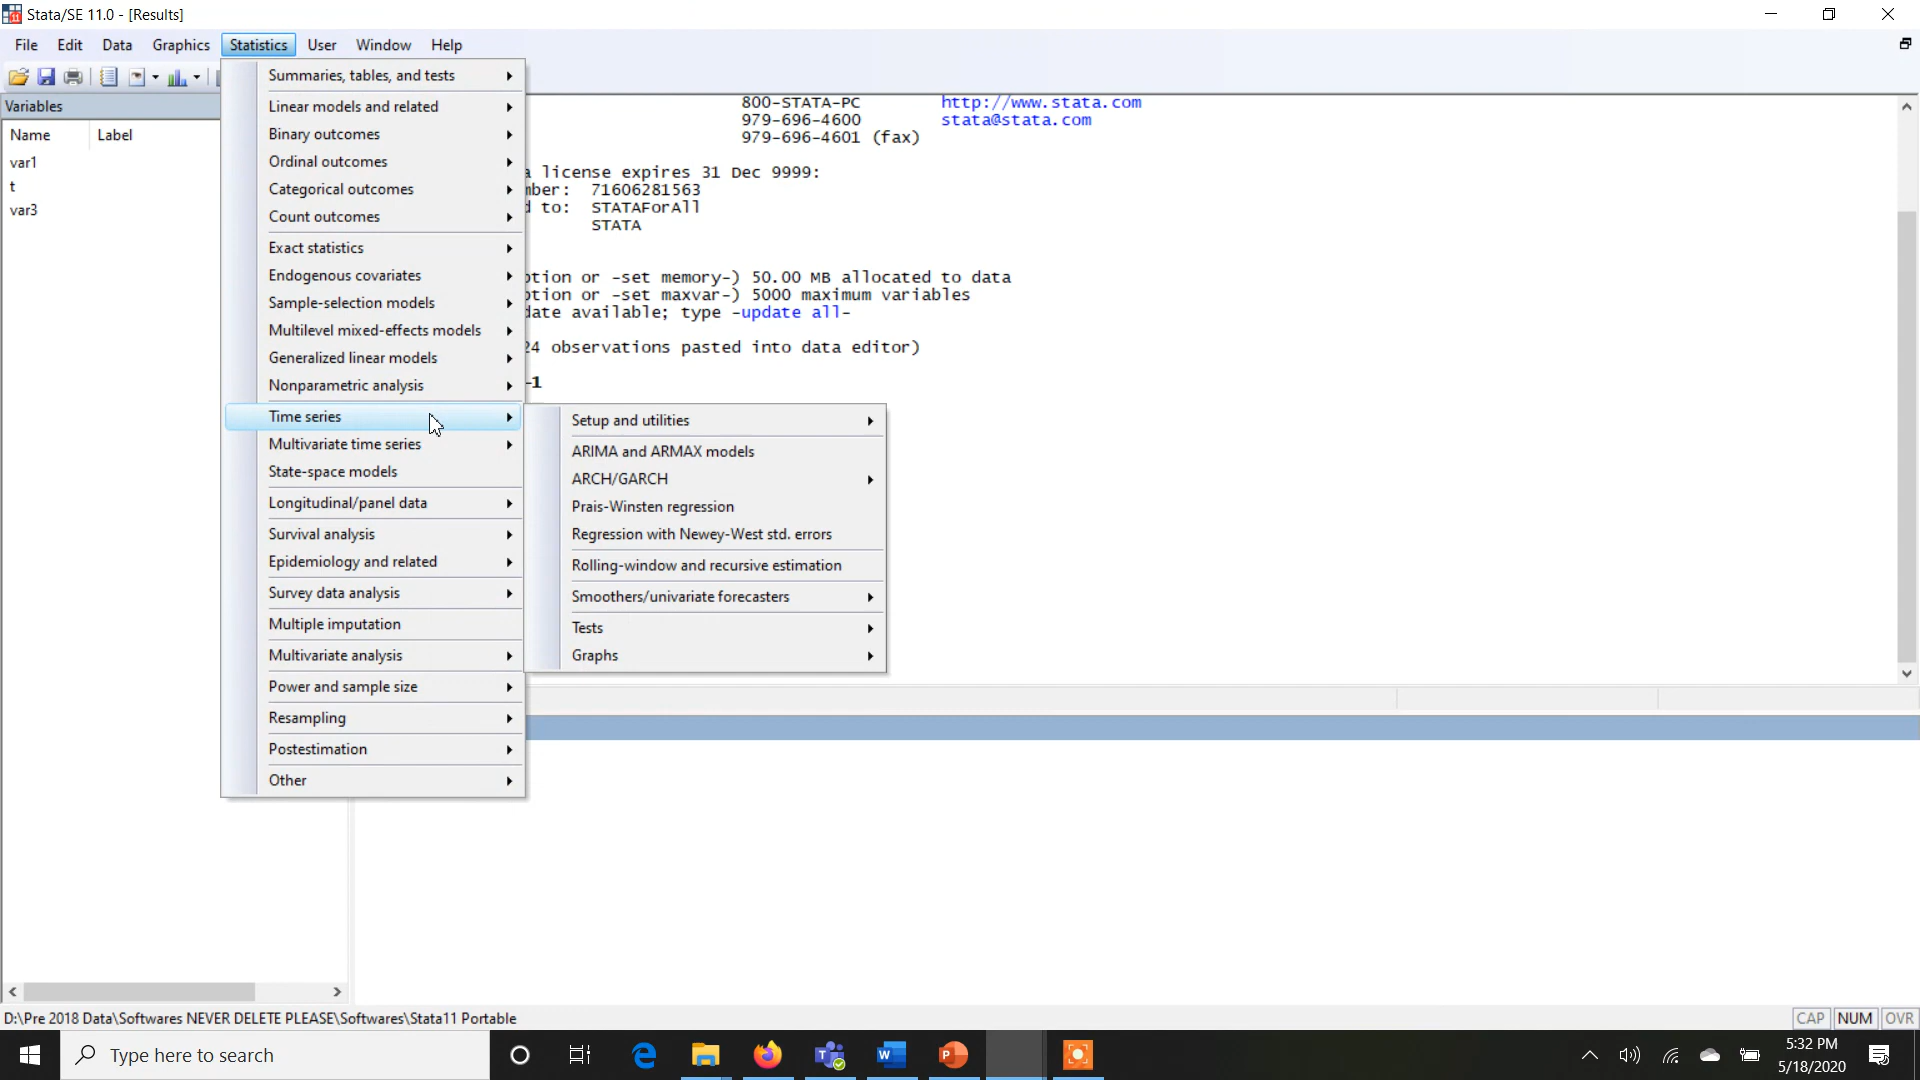 Stata/SE 11.0 - [Results]
File Edit Data Graphics Statistics User Window Help
Variables
Name Label
var1
t
var3
Summaries, tables, and tests
Linear models and related
Binary outcomes
Ordinal outcomes
Categorical outcomes
Count outcomes
Exact statistics
Endogenous covariates
Sample-selection models
Multilevel mixed-effects models
Generalized linear models
Nonparametric analysis
Time series
Multivariate time series
State-space models
Longitudinal/panel data
Survival analysis
Epidemiology and related
Survey data analysis
Multiple imputation
Multivariate analysis
Power and sample size
Resampling
Postestimation
Other
Setup and utilities
ARIMA and ARMAX models
ARCH/GARCH
Prais-Winsten regression
Regression with Newey-West std. errors
Rolling-window and recursive estimation
Smoothers/univariate forecasters
Tests
Graphs
800-STATA-PC http://www.stata.com
979-696-4600 stata@stata.com
979-696-4601 (fax)
a license expires 31 Dec 9999:
mber: 71606281563
d to: STATAForAll
STATA
ption or -set memory-) 50.00 MB allocated to data
ption or -set maxvar-) 5000 maximum variables
date available; type -update all-
24 observations pasted into data editor)
-1
D:\Pre 2018 Data\Softwares NEVER DELETE PLEASE\Softwares\Stata11 Portable
CAP NUM OVR
Type here to search
5:32 PM
5/18/2020